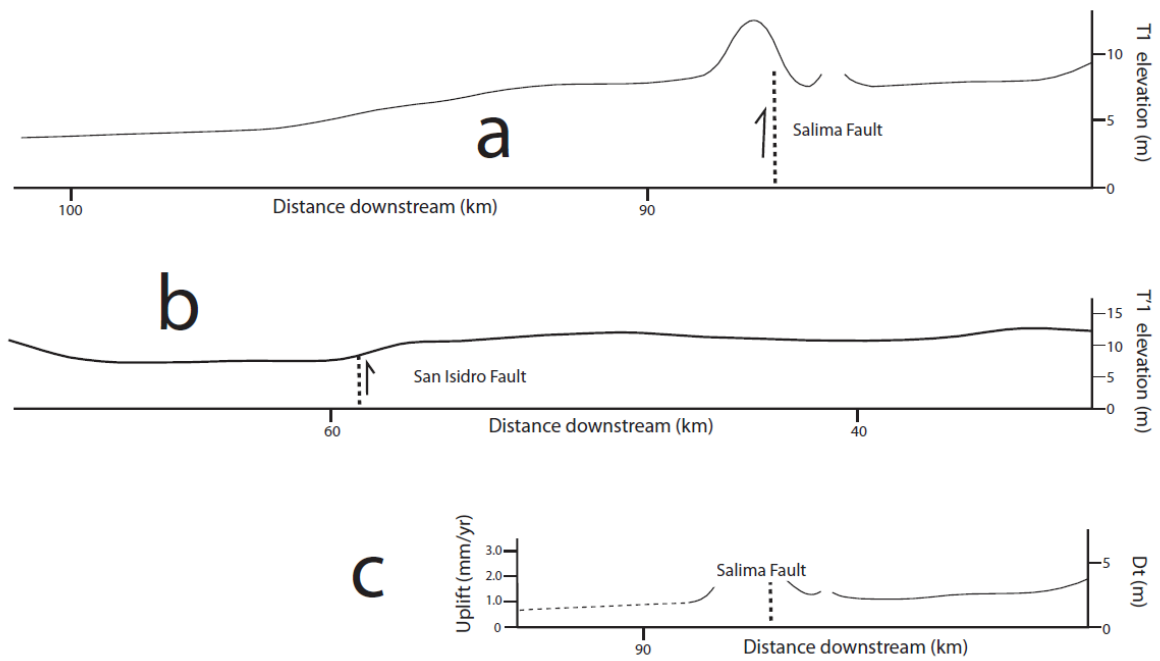 a
T1 elevation (m)
10
5
0
Salima Fault
100
Distance downstream (km)
90
b
T'1 elevation (m)
15
10
5
0
San Isidro Fault
60
Distance downstream (km)
40
c
Uplift (mm/yr)
3.0
2.0
1.0
0
Salima Fault
Dt (m)
5
0
90
Distance downstream (km)